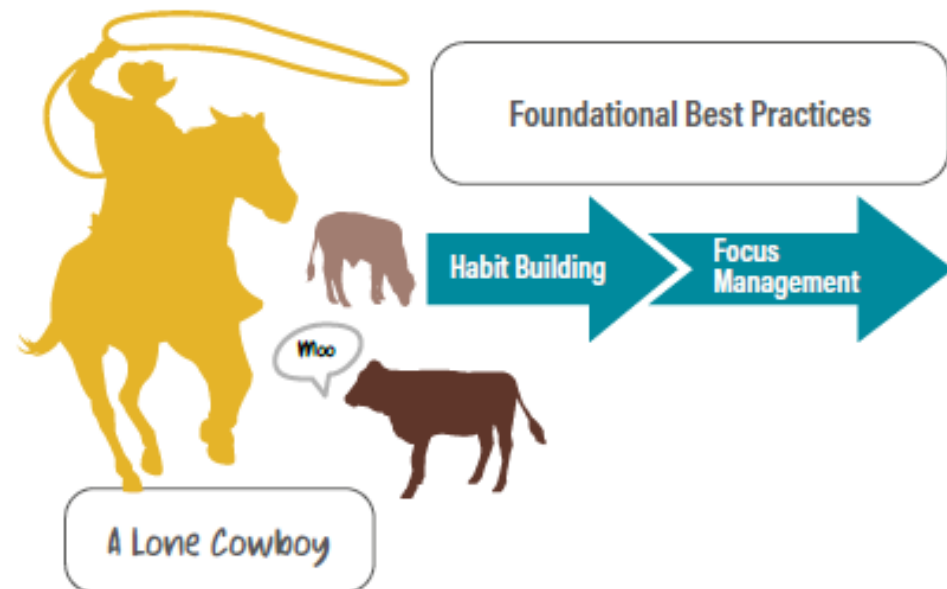 Foundational Best Practices
Habit Building
Focus
Management
Moo
A Lone Cowboy